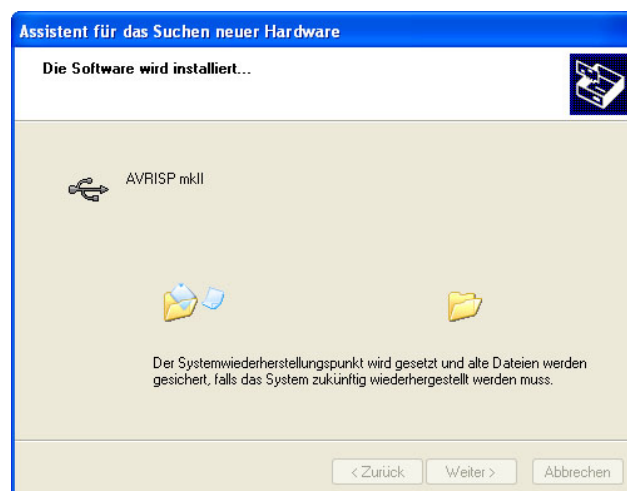 Assistent für das Suchen neuer Hardware
Die Software wird installiert...
AVRISP mkII
Der Systemwiederherstellungspunkt wird gesetzt und alte Dateien werden
gesichert, falls das System zukünftig wiederhergestellt werden muss.
< Zurück Weiter > Abbrechen